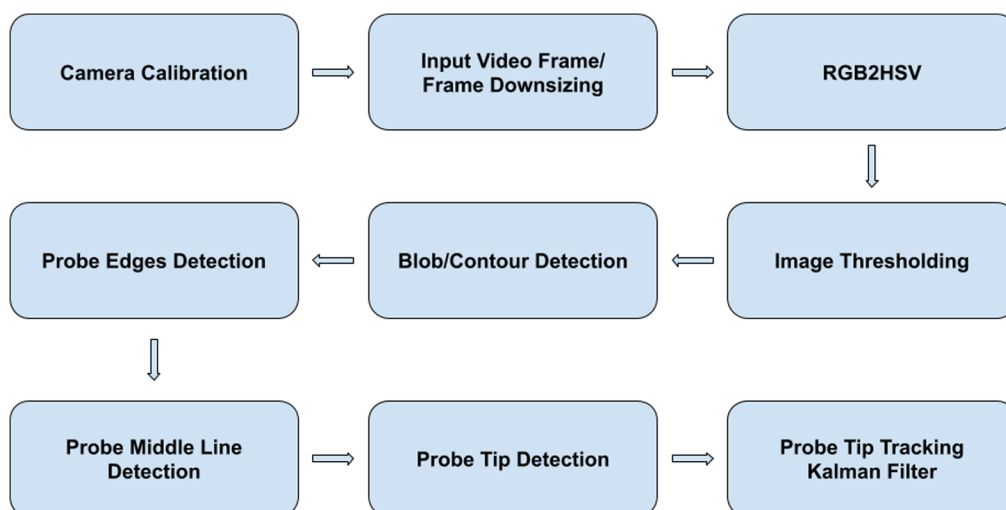 Camera Calibration
Input Video Frame/
Frame Downsizing
RGB2HSV
Probe Edges Detection
Blob/Contour Detection
Image Thresholding
Probe Middle Line
Detection
Probe Tip Detection
Probe Tip Tracking
Kalman Filter